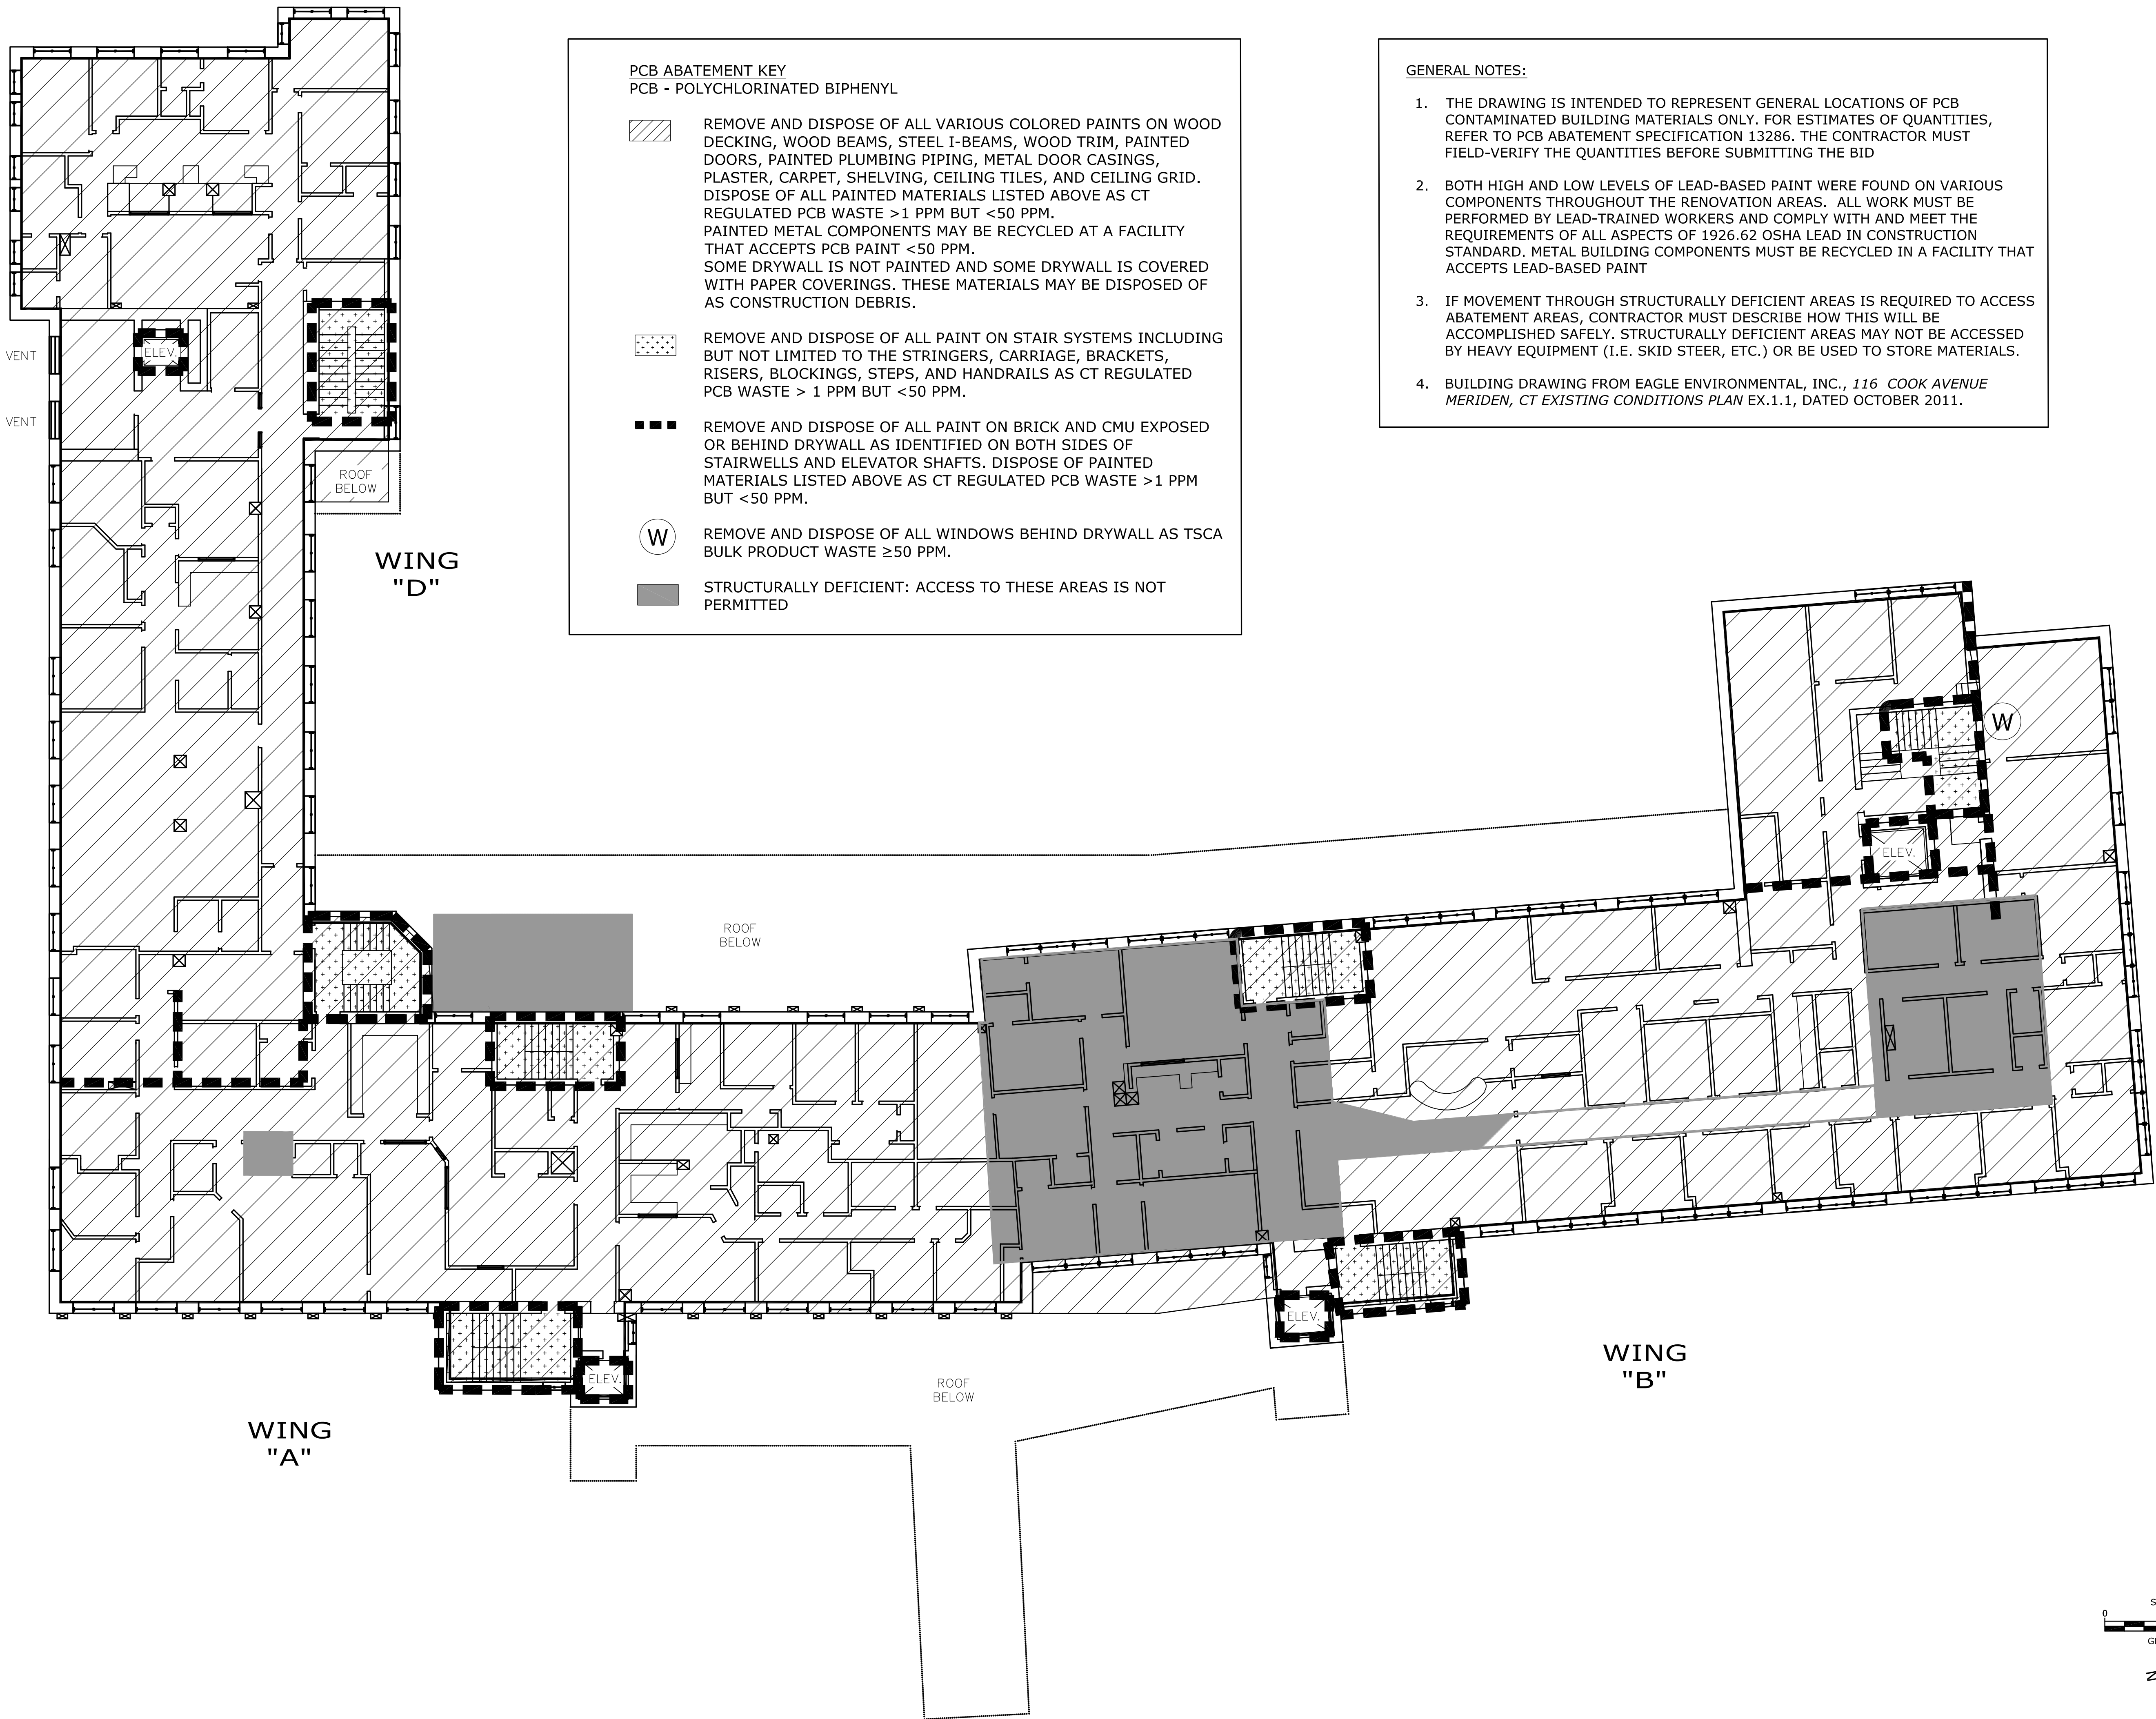 PCB ABATEMENT KEY
PCB - POLYCHLORINATED BIPHENYL
REMOVE AND DISPOSE OF ALL VARIOUS COLORED PAINTS ON WOOD
DECKING, WOOD BEAMS, STEEL I-BEAMS, WOOD TRIM, PAINTED
DOORS, PAINTED PLUMBING PIPING, METAL DOOR CASINGS,
PLASTER, CARPET, SHELVING, CEILING TILES, AND CEILING GRID.
DISPOSE OF ALL PAINTED MATERIALS LISTED ABOVE AS CT
REGULATED PCB WASTE >1 PPM BUT <50 PPM.
PAINTED METAL COMPONENTS MAY BE RECYCLED AT A FACILITY
THAT ACCEPTS PCB PAINT <50 PPM.
SOME DRYWALL IS NOT PAINTED AND SOME DRYWALL IS COVERED
WITH PAPER COVERINGS. THESE MATERIALS MAY BE DISPOSED OF
AS CONSTRUCTION DEBRIS.
REMOVE AND DISPOSE OF ALL PAINT ON STAIR SYSTEMS INCLUDING
BUT NOT LIMITED TO THE STRINGERS, CARRIAGE, BRACKETS,
RISERS, BLOCKINGS, STEPS, AND HANDRAILS AS CT REGULATED
PCB WASTE > 1 PPM BUT <50 PPM.
REMOVE AND DISPOSE OF ALL PAINT ON BRICK AND CMU EXPOSED
OR BEHIND DRYWALL AS IDENTIFIED ON BOTH SIDES OF
STAIRWELLS AND ELEVATOR SHAFTS. DISPOSE OF PAINTED
MATERIALS LISTED ABOVE AS CT REGULATED PCB WASTE >1 PPM
BUT <50 PPM.
W REMOVE AND DISPOSE OF ALL WINDOWS BEHIND DRYWALL AS TSCA
BULK PRODUCT WASTE ≥50 PPM.
STRUCTURALLY DEFICIENT: ACCESS TO THESE AREAS IS NOT
PERMITTED
GENERAL NOTES:
1. THE DRAWING IS INTENDED TO REPRESENT GENERAL LOCATIONS OF PCB
CONTAMINATED BUILDING MATERIALS ONLY. FOR ESTIMATES OF QUANTITIES,
REFER TO PCB ABATEMENT SPECIFICATION 13286. THE CONTRACTOR MUST
FIELD-VERIFY THE QUANTITIES BEFORE SUBMITTING THE BID
2. BOTH HIGH AND LOW LEVELS OF LEAD-BASED PAINT WERE FOUND ON VARIOUS
COMPONENTS THROUGHOUT THE RENOVATION AREAS. ALL WORK MUST BE
PERFORMED BY LEAD-TRAINED WORKERS AND COMPLY WITH AND MEET THE
REQUIREMENTS OF ALL ASPECTS OF 1926.62 OSHA LEAD IN CONSTRUCTION
STANDARD. METAL BUILDING COMPONENTS MUST BE RECYCLED IN A FACILITY THAT
ACCEPTS LEAD-BASED PAINT
3. IF MOVEMENT THROUGH STRUCTURALLY DEFICIENT AREAS IS REQUIRED TO ACCESS
ABATEMENT AREAS, CONTRACTOR MUST DESCRIBE HOW THIS WILL BE
ACCOMPLISHED SAFELY. STRUCTURALLY DEFICIENT AREAS MAY NOT BE ACCESSED
BY HEAVY EQUIPMENT (I.E. SKID STEER, ETC.) OR BE USED TO STORE MATERIALS.
4. BUILDING DRAWING FROM EAGLE ENVIRONMENTAL, INC., 116 COOK AVENUE
MERIDEN, CT EXISTING CONDITIONS PLAN EX.1.1, DATED OCTOBER 2011.
VENT
ELEV.
VENT
ROOF
BELOW
WING
"D"
W
ELEV.
ROOF
BELOW
ELEV.
WING
"B"
ELEV.
ROOF
BELOW
WING
"A"
0